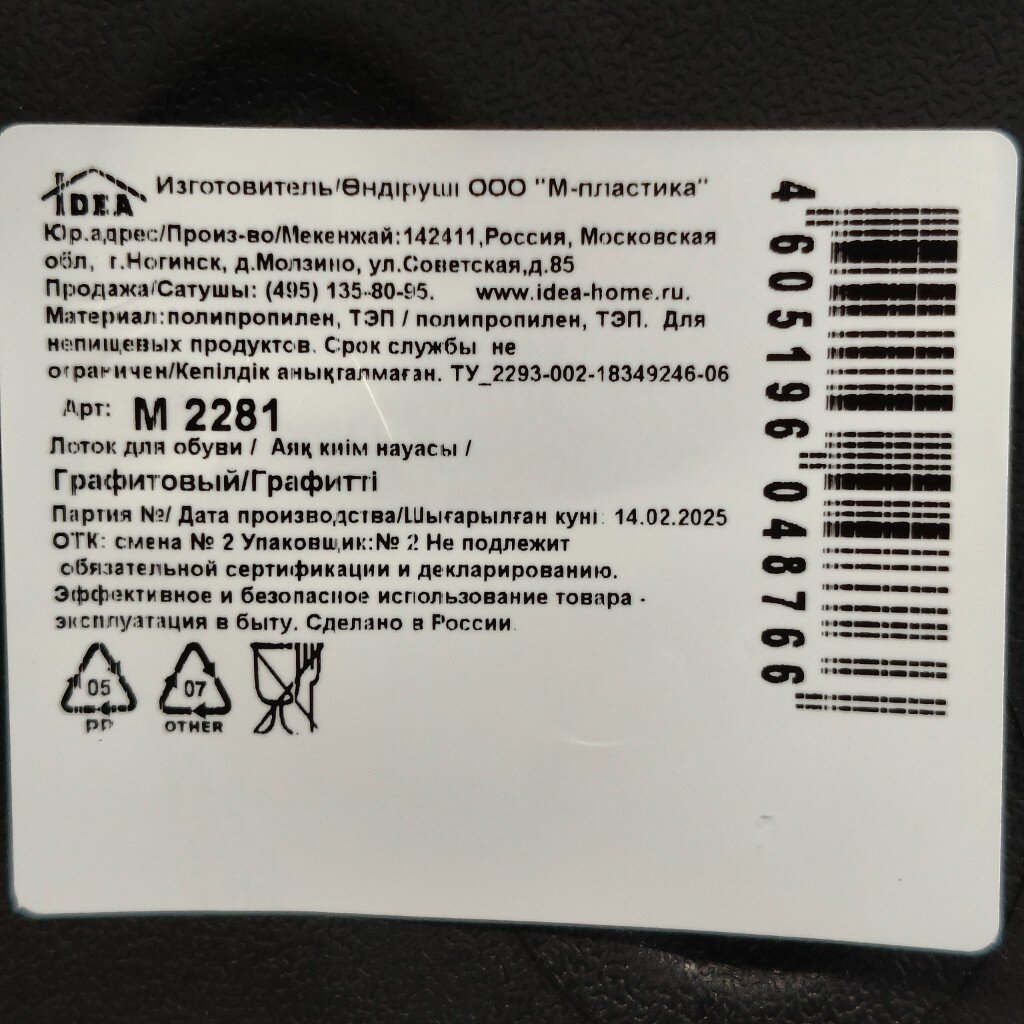 IDEA
Изготовитель/Өндіруші ООО "М-пластика"
Юр.адрес/Произ-во/Мекенжай:142411,Россия, Московская
обл, г.Ногинск, д.Молзино, ул.Советская,д.85
Продажа/Сатушы: (495) 135-80-95. www.idea-home.ru.
Материал:полипропилен, ТЭП / полипропилен, ТЭП. Для
непищевых продуктов. Срок службы не
ограничен/Кепілдік анықталмаған. ТУ_2293-002-18349246-06
Арт: М 2281
Лоток для обуви / Аяқ киім науасы /
Графитовый/Графитті
Партия №/ Дата производства/Шығарылған күні: 14.02.2025
ОТК: смена № 2 Упаковщик:№ 2 Не подлежит
обязательной сертификации и декларированию.
Эффективное и безопасное использование товара -
эксплуатация в быту. Сделано в России.
05
PP
07
OTHER
4 605196 048766